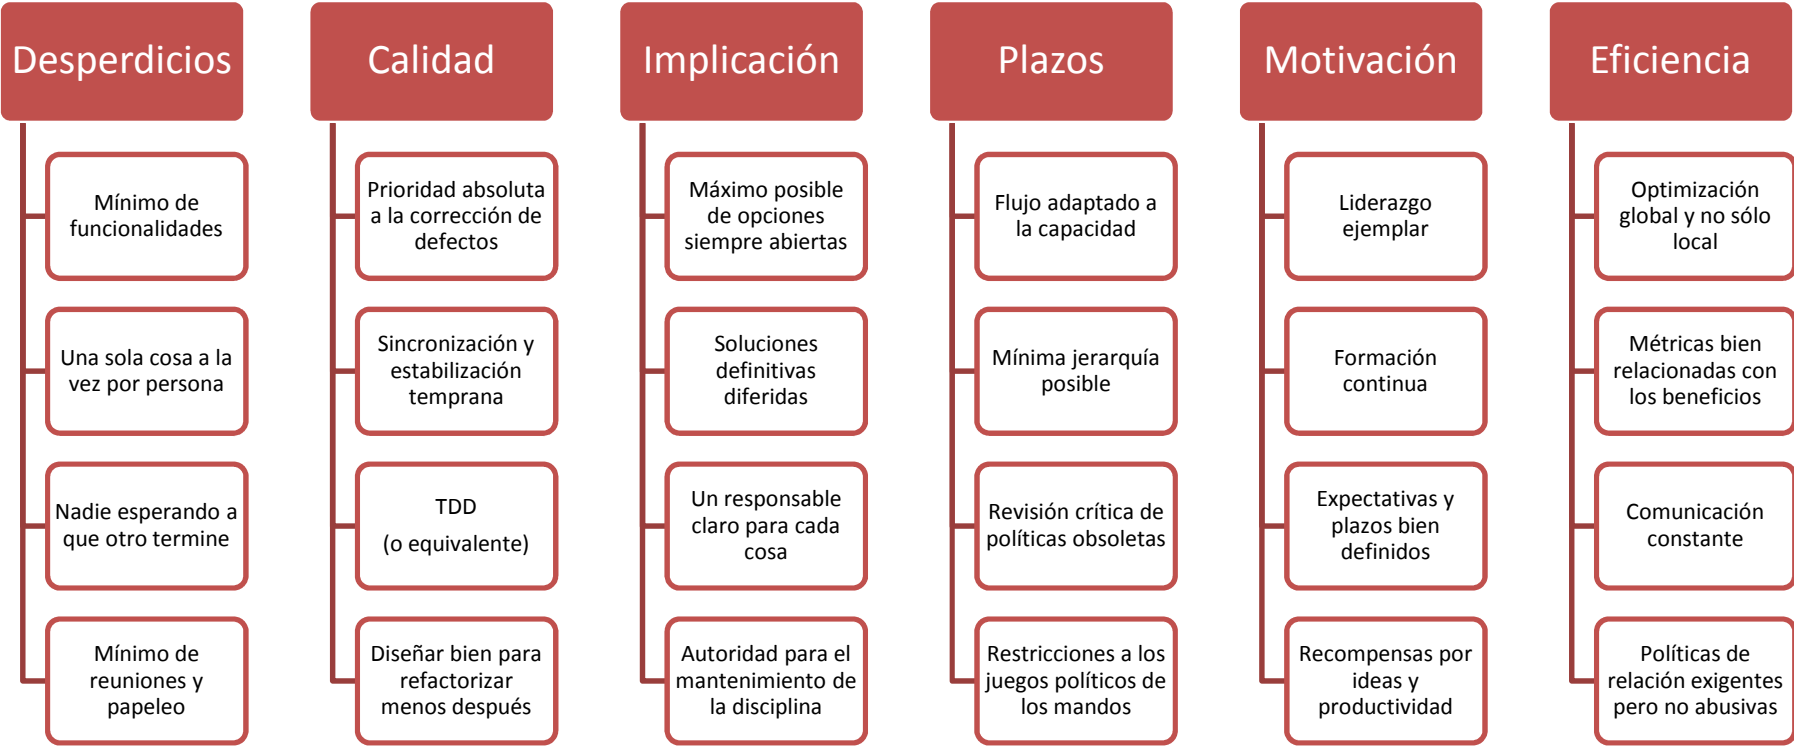 Desperdicios
Mínimo de
funcionalidades
Una sola cosa a la
vez por persona
Nadie esperando a
que otro termine
Mínimo de
reuniones y
papeleo
Calidad
Prioridad absoluta
a la corrección de
defectos
Sincronización y
estabilización
temprana
TDD
(o equivalente)
Diseñar bien para
refactorizar
menos después
Implicación
Máximo posible
de opciones
siempre abiertas
Soluciones
definitivas
diferidas
Un responsable
claro para cada
cosa
Autoridad para el
mantenimiento de
la disciplina
Plazos
Flujo adaptado a
la capacidad
Mínima jerarquía
posible
Revisión crítica de
políticas obsoletas
Restricciones a los
juegos políticos de
los mandos
Motivación
Liderazgo
ejemplar
Formación
continua
Expectativas y
plazos bien
definidos
Recompensas por
ideas y
productividad
Eficiencia
Optimización
global y no sólo
local
Métricas bien
relacionadas con
los beneficios
Comunicación
constante
Políticas de
relación exigentes
pero no abusivas